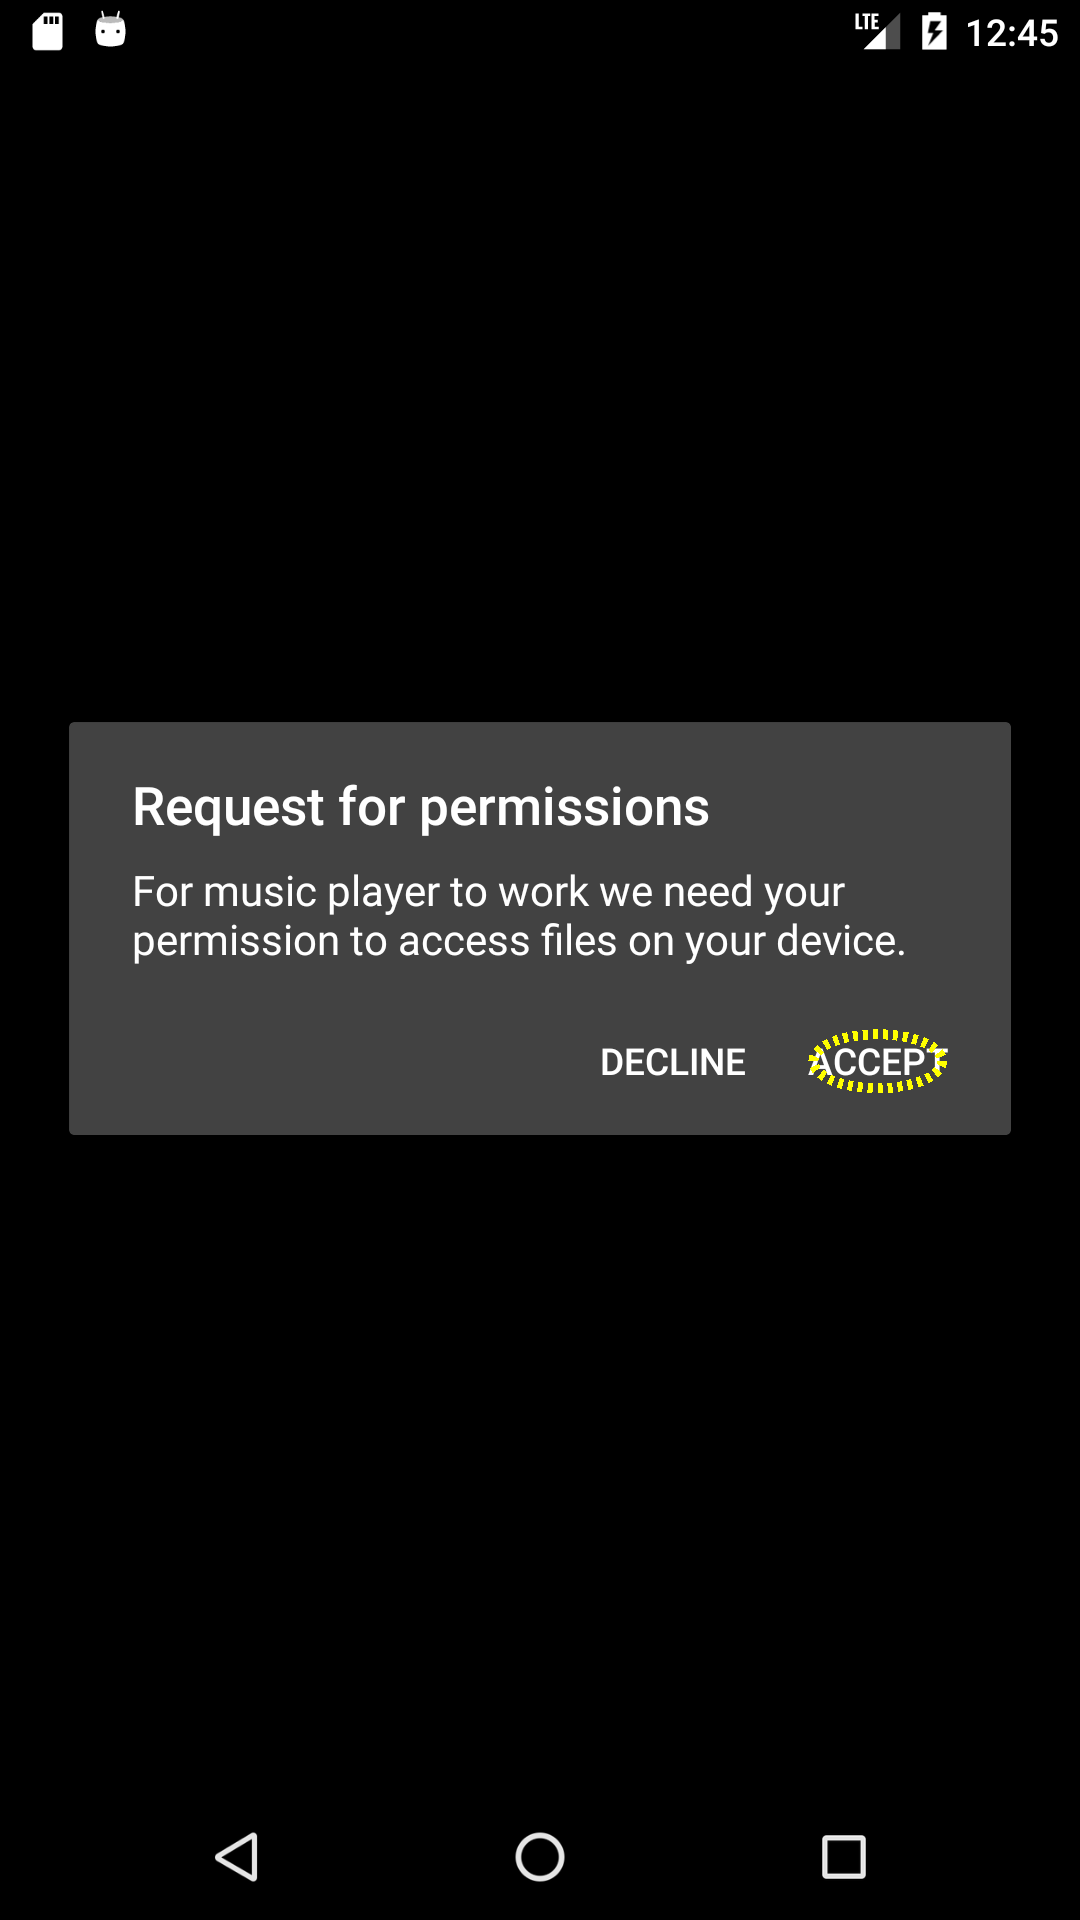 LTE 12:45
Request for permissions
For music player to work we need your
permission to access files on your device.
DECLINE ACCEPT